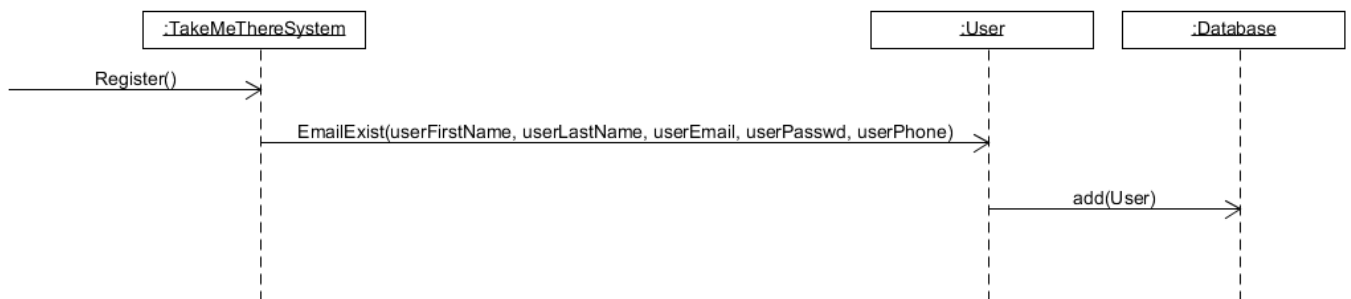 :TakeMeThereSystem
:User
:Database
Register()
EmailExist(userFirstName, userLastName, userEmail, userPasswd, userPhone)
add(User)